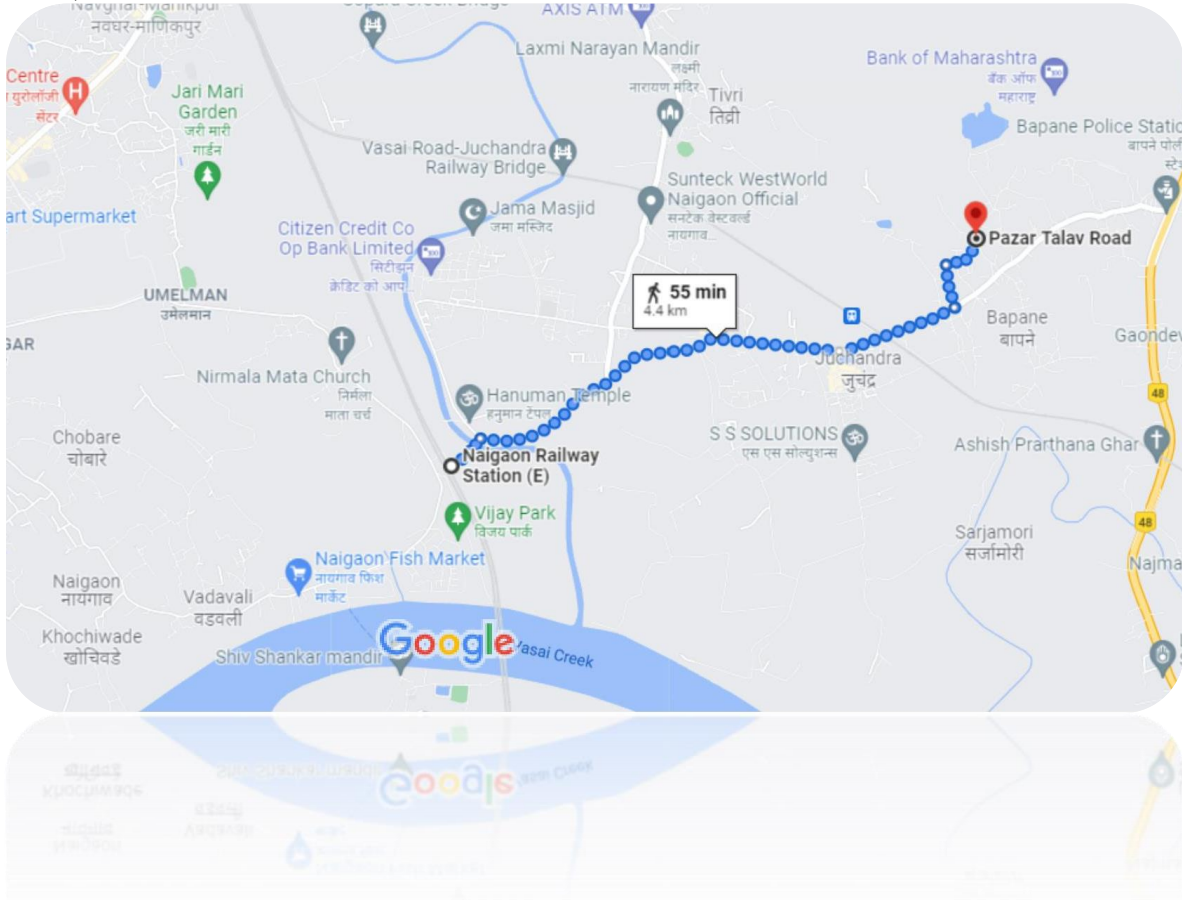 नवघर-माणिकपुर
AXIS ATM
Laxmi Narayan Mandir
लक्ष्मी
नारायण मंदिर
Bank of Maharashtra
बैंक ऑफ
महाराष्ट्र
Centre
युरोलॉजी
सेंटर
Jari Mari
Garden
जरी मारी
गार्डन
Tivri
तिव्री
Bapane Police
बापने
Vasai Road-Juchandra
Railway Bridge
Sunteck WestWorld
Naigaon Official
सनटेक वेस्टवर्ल्ड
नायगाव...
Jama Masjid
जमा मस्जिद
art Supermarket
Citizen Credit Co
Op Bank Limited
सिटीझन
क्रेडिट को आप...
Pazar Talav Road
UMELMAN
उमेलमान
55 min
4.4 km
Bapane
बापने
GAR
Gaondev
Juchandra
जुचंद्र
Nirmala Mata Church
निर्मला
माता चर्च
Hanuman Temple
हनुमान टेंपल
48
Chobare
चोबारे
S S SOLUTIONS
एस एस सोल्युशन्स
Ashish Prarthana Ghar
Naigaon Railway
Station (E)
Vijay Park
विजय पार्क
48
Sarjamori
सर्जामोरी
Naigaon Fish Market
नायगाव फिश
मार्केट
Najma
Naigaon
नायगाव
Vadavali
वडवली
Khochiwade
खोचिवडे
Google
Vasai Creek
Shiv Shankar mandir